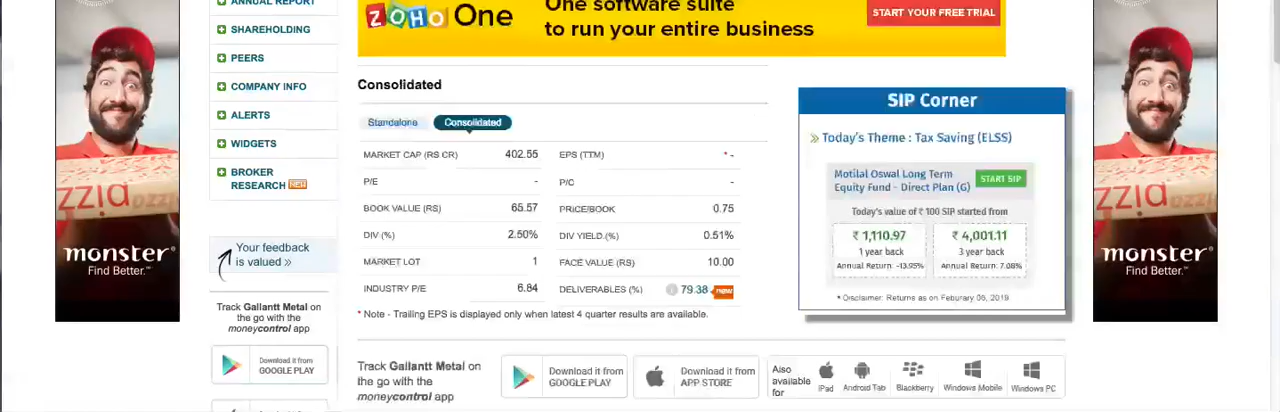 ANNUAL REPORT
SHAREHOLDING
PEERS
COMPANY INFO
ALERTS
WIDGETS
BROKER
RESEARCH NEW
Your feedback
is valued »
Track Gallantt Metal on
the go with the
moneycontrol app
Download it from
GOOGLE PLAY
monster®
Find Better.™
ZOHO One
One software suite
to run your entire business
START YOUR FREE TRIAL
Consolidated
Standalone Consolidated
MARKET CAP (RS CR) 402.55 EPS (TTM) * -
P/E - P/C -
BOOK VALUE (RS) 65.57 PRICE/BOOK 0.75
DIV (%) 2.50% DIV YIELD.(%) 0.51%
MARKET LOT 1 FACE VALUE (RS) 10.00
INDUSTRY P/E 6.84 DELIVERABLES (%) 79.38 new
* Note - Trailing EPS is displayed only when latest 4 quarter results are available.
Track Gallantt Metal on
the go with the
moneycontrol app
Download it from
GOOGLE PLAY
Download it from
APP STORE
Also
available
for
iPad Android Tab Blackberry Windows Mobile Windows PC
SIP Corner
» Today's Theme : Tax Saving (ELSS)
Motilal Oswal Long Term
Equity Fund - Direct Plan (G)
START SIP
Today's value of ₹ 100 SIP started from
₹ 1,110.97 ₹ 4,001.11
1 year back 3 year back
Annual Return: -13.95% Annual Return: 7.08%
* Disclaimer: Returns as on Feburary 06, 2019
monster®
Find Better.™